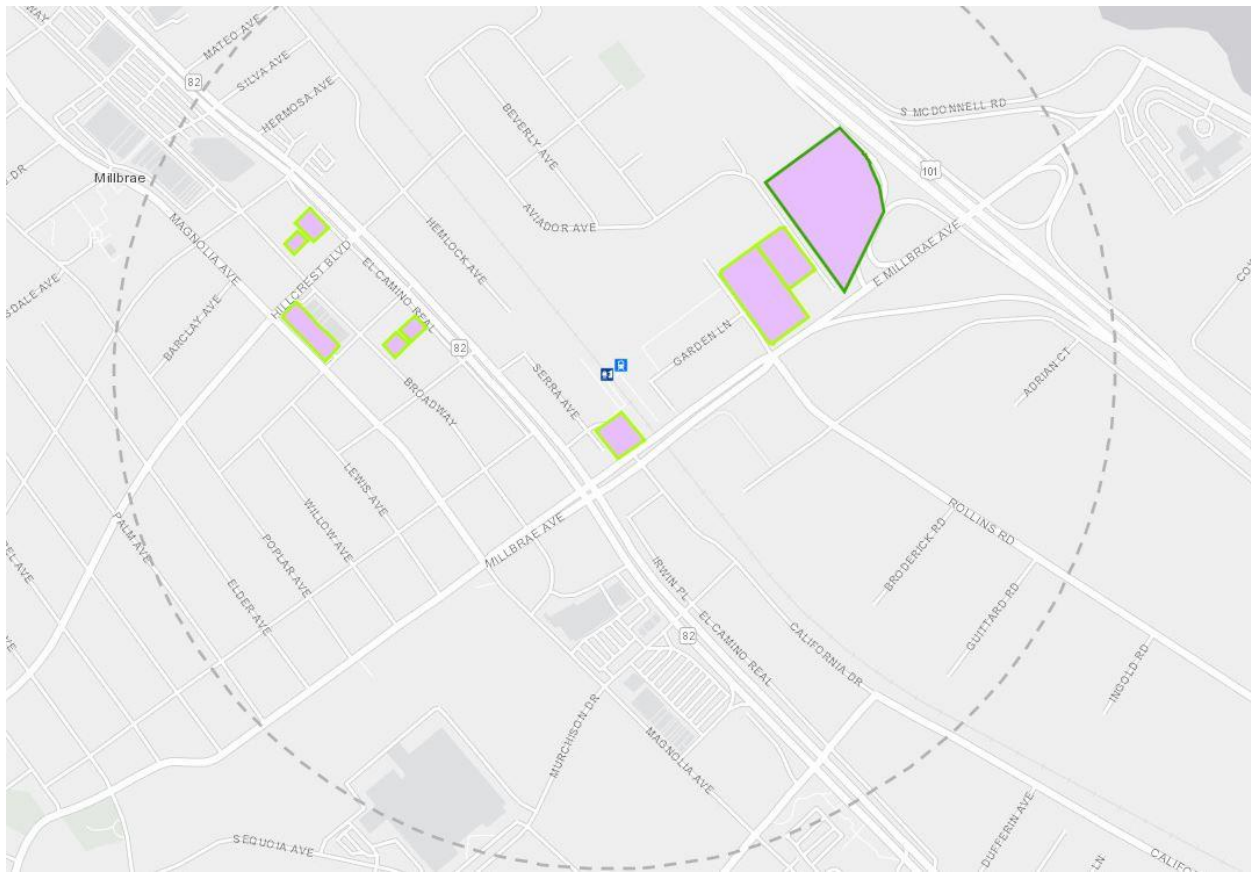 MATEO AVE
82
SILVA AVE
HERMOSA AVE
S MCDONNELL RD
BEVERLY AVE
101
Millbrae
DR
MAGNOLIA AVE
HEMLOCK AVE
AVIADOR AVE
E MILLBRAE AVE
HILLCREST BLVD
EL CAMINO REAL
BARCLAY AVE
82
GARDEN LN
ADRIAN CT
SERRA AVE
BROADWAY
LEWIS AVE
WILLOW AVE
POPLAR AVE
PALM AVE
ELDER AVE
MILLBRAE AVE
ROLLINS RD
BRODERICK RD
GUITTARD RD
INGOLD RD
IRWIN PL
82
EL CAMINO REAL
CALIFORNIA DR
MURCHISON DR
MAGNOLIA AVE
SEQUOIA AVE
DUFFERIN AVE
LN